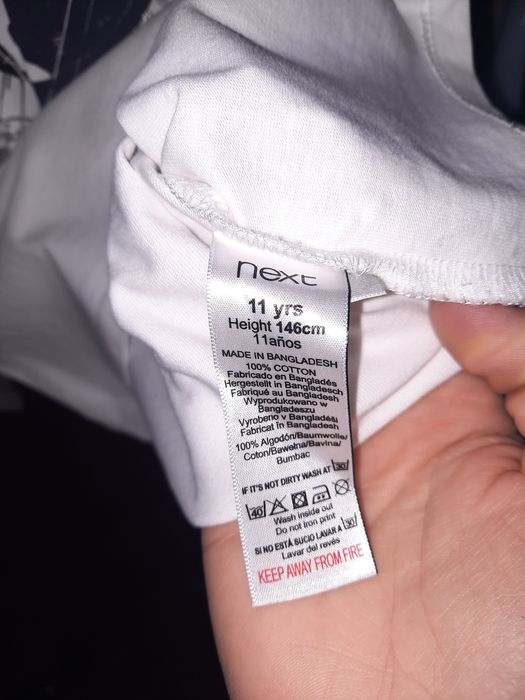 next
11 yrs
Height 146cm
11años
MADE IN BANGLADESH
100% COTTON
Fabricado en Bangladés
Hergestellt in Bangladesch
Fabriqué au Bangladesh
Wyprodukowano w
Bangladeszu
Vyrobeno v Bangladéši
Fabricat în Bangladesh
100% Algodón/Baumwolle/
Coton/Bawełna/Bavlna/
Bumbac
IF IT'S NOT DIRTY WASH AT 30
40
Wash inside out
Do not iron print
SI NO ESTÁ SUCIO LAVAR A 30
Lavar del revés
KEEP AWAY FROM FIRE